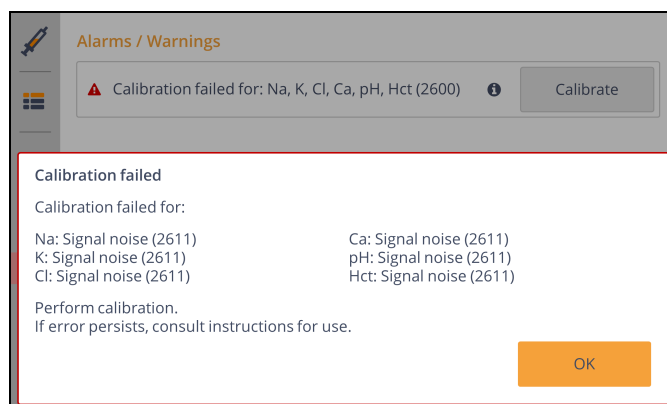 Alarms / Warnings
Calibration failed for: Na, K, Cl, Ca, pH, Hct (2600)
Calibrate
Calibration failed
Calibration failed for:
Na: Signal noise (2611)
K: Signal noise (2611)
Cl: Signal noise (2611)
Ca: Signal noise (2611)
pH: Signal noise (2611)
Hct: Signal noise (2611)
Perform calibration.
If error persists, consult instructions for use.
OK